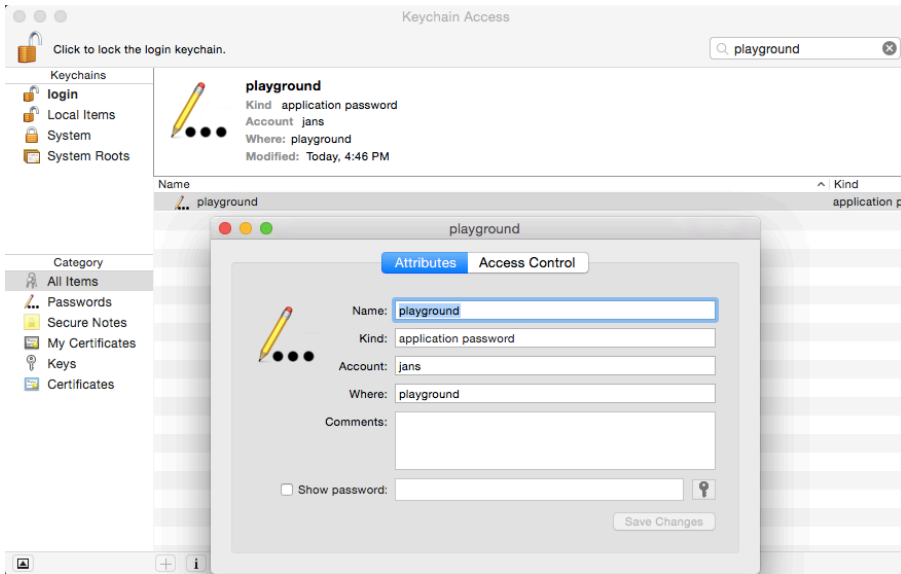 Keychain Access
Click to lock the login keychain.
playground
Keychains
login
Local Items
System
System Roots
playground
Kind application password
Account jans
Where: playground
Modified: Today, 4:46 PM
Name Kind
playground application p
Category
All Items
Passwords
Secure Notes
My Certificates
Keys
Certificates
playground
Attributes Access Control
Name: playground
Kind: application password
Account: jans
Where: playground
Comments:
Show password:
Save Changes